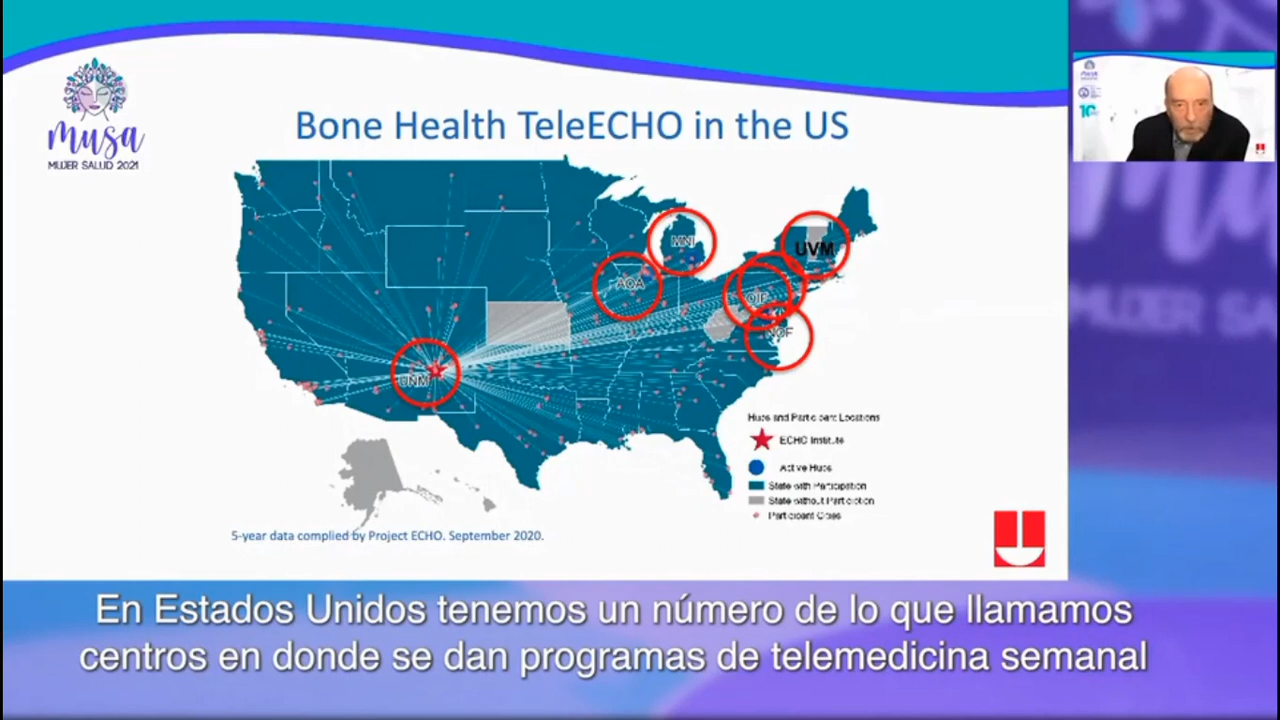 musa
MUJER SALUD 2021
Bone Health TeleECHO in the US
MNI
UVM
AOA
OIF
NOF
UNM
Hubs and Participant Locations
ECHO Institute
Active Hubs
State with Participation
State without Participation
Participant Cities
5-year data complied by Project ECHO. September 2020.
En Estados Unidos tenemos un número de lo que llamamos
centros en donde se dan programas de telemedicina semanal